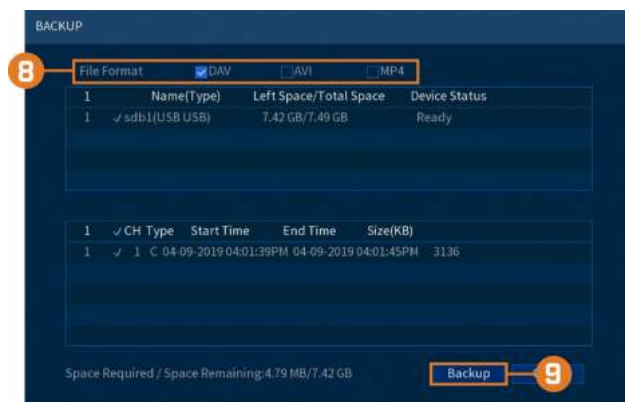 BACKUP
8 File Format DAV AVI MP4
1 Name(Type) Left Space/Total Space Device Status
1 sdb1(USB USB) 7.42 GB/7.49 GB Ready
1 CH Type Start Time End Time Size(KB)
1 1 C 04-09-2019 04:01:39PM 04-09-2019 04:01:45PM 3136
Space Required / Space Remaining:4.79 MB/7.42 GB Backup 9